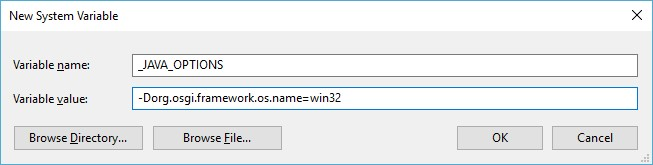 New System Variable
Variable name: _JAVA_OPTIONS
Variable value: -Dorg.osgi.framework.os.name=win32
Browse Directory... Browse File... OK Cancel